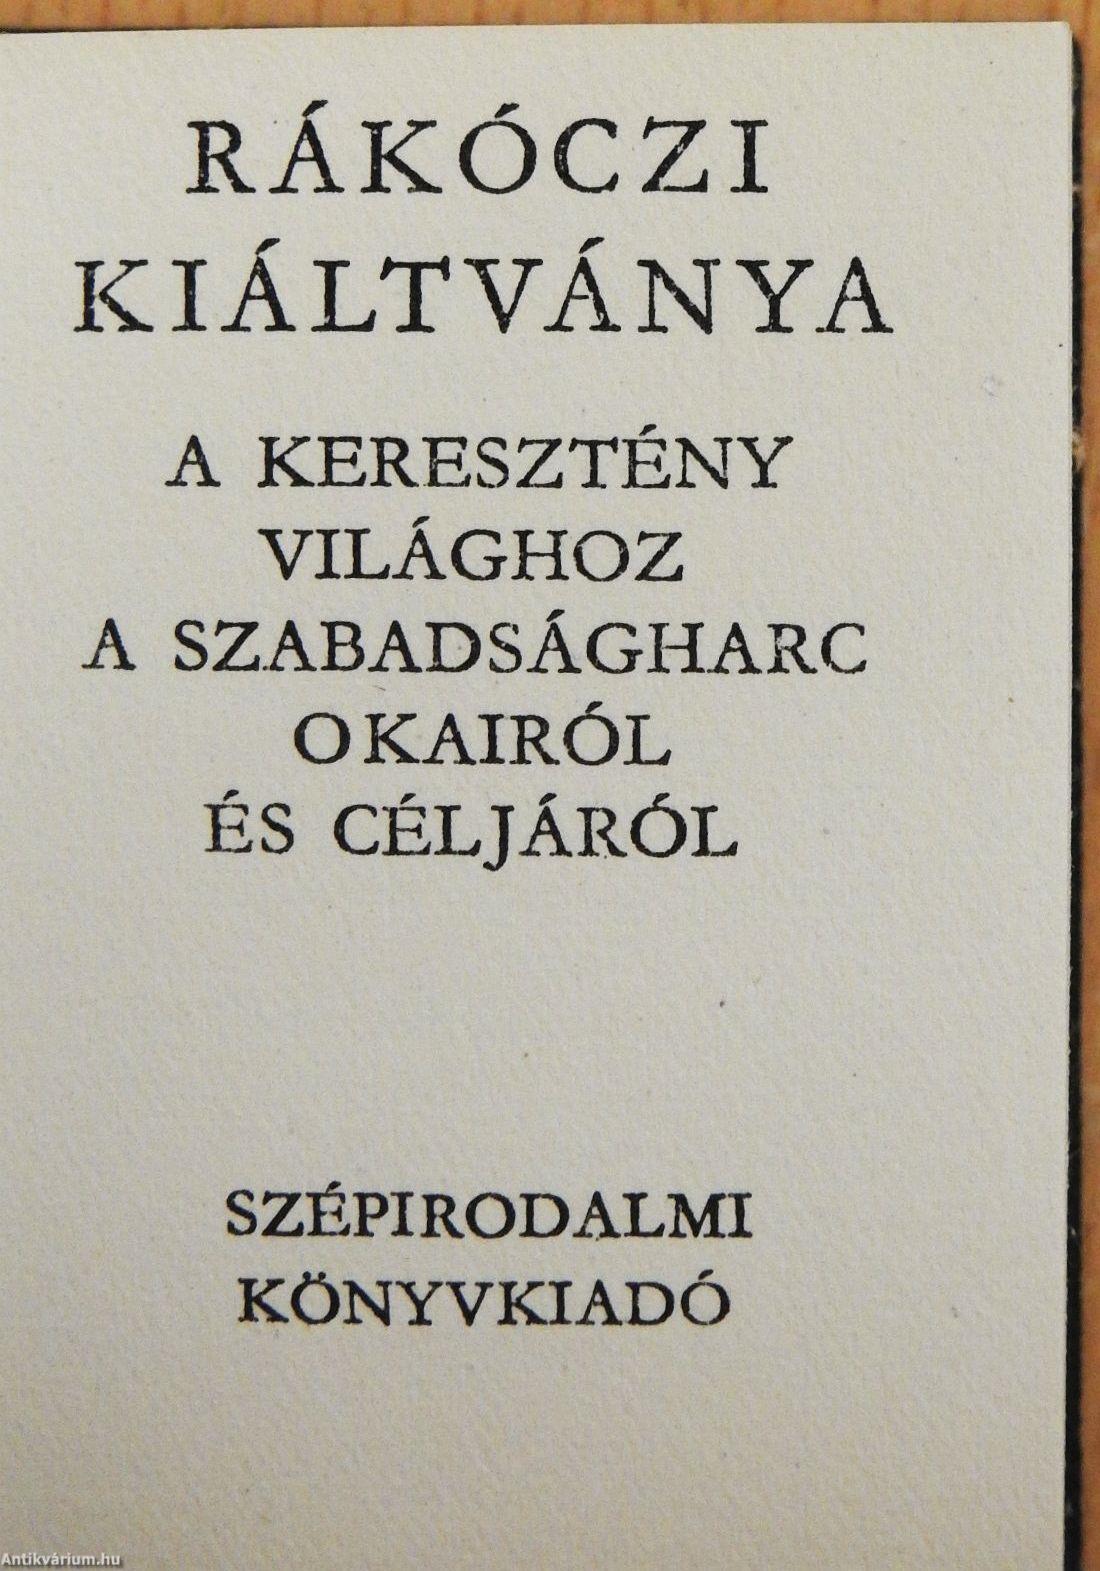 RÁKÓCZI
KIÁLTVÁNYA
A KERESZTÉNY
VILÁGHOZ
A SZABADSÁGHARC
OKAIRÓL
ÉS CÉLJÁRÓL
SZÉPIRODALMI
KÖNYVKIADÓ
Antikvárium.hu